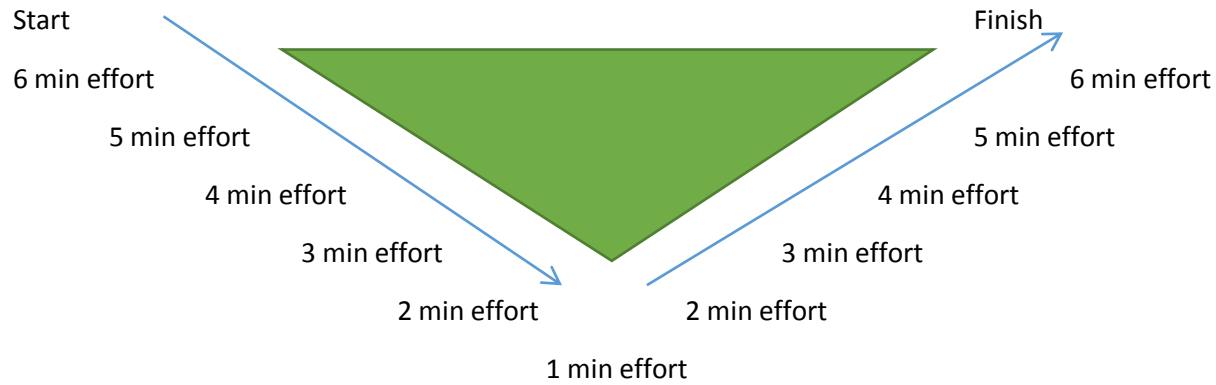 Start Finish
6 min effort 6 min effort
5 min effort 5 min effort
4 min effort 4 min effort
3 min effort 3 min effort
2 min effort 2 min effort
1 min effort